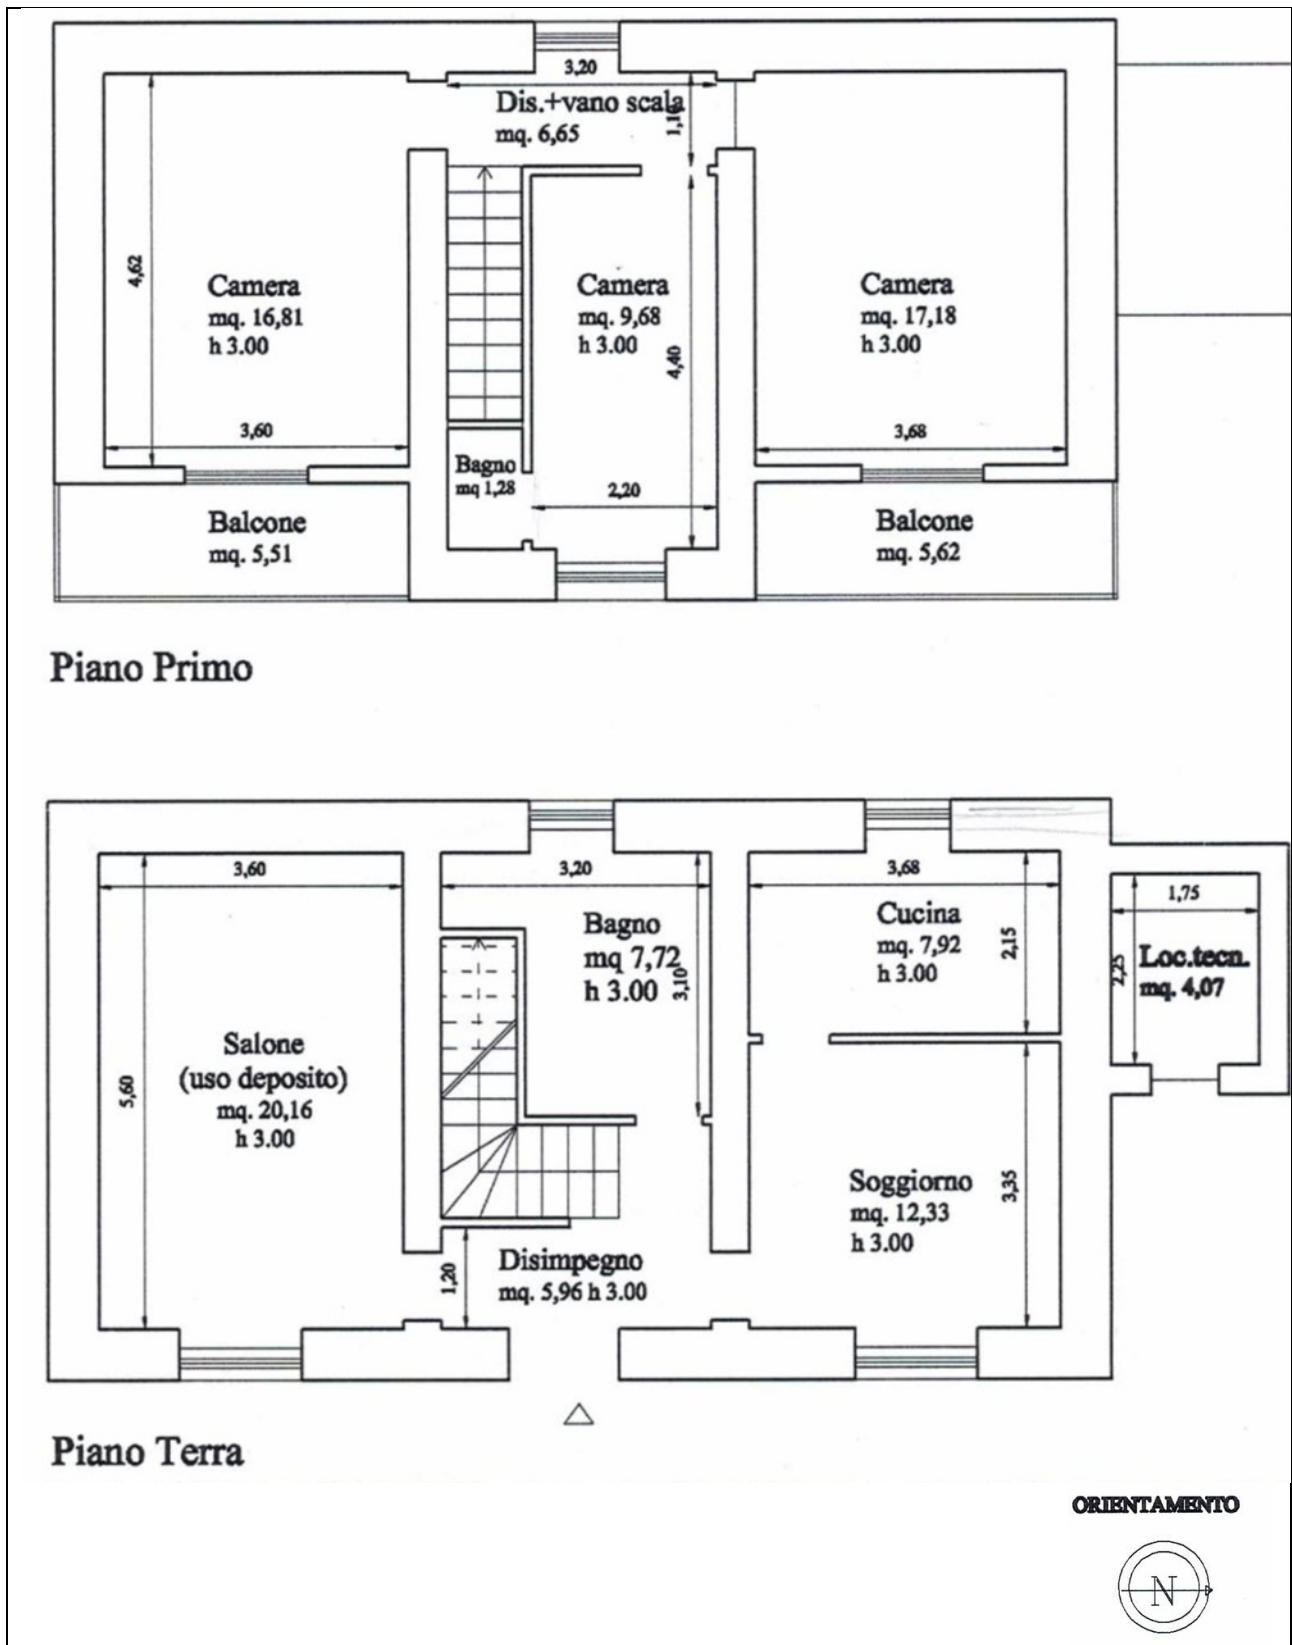 3,20
Dis.+vano scala
mq. 6,65
1,10
4,62
Camera
mq. 16,81
h 3.00
Camera
mq. 9,68
h 3.00
Camera
mq. 17,18
h 3.00
4,40
3,60
3,68
Bagno
mq 1,28
2,20
Balcone
mq. 5,51
Balcone
mq. 5,62
Piano Primo
3,60
3,20
3,68
1,75
Bagno
mq 7,72
h 3.00
3,10
Cucina
mq. 7,92
h 3.00
2,15
2,25
Loc.tecn.
mq. 4,07
Salone
(uso deposito)
mq. 20,16
h 3.00
5,60
Soggiorno
mq. 12,33
h 3.00
3,35
1,20
Disimpegno
mq. 5,96 h 3.00
Piano Terra
ORIENTAMENTO
N